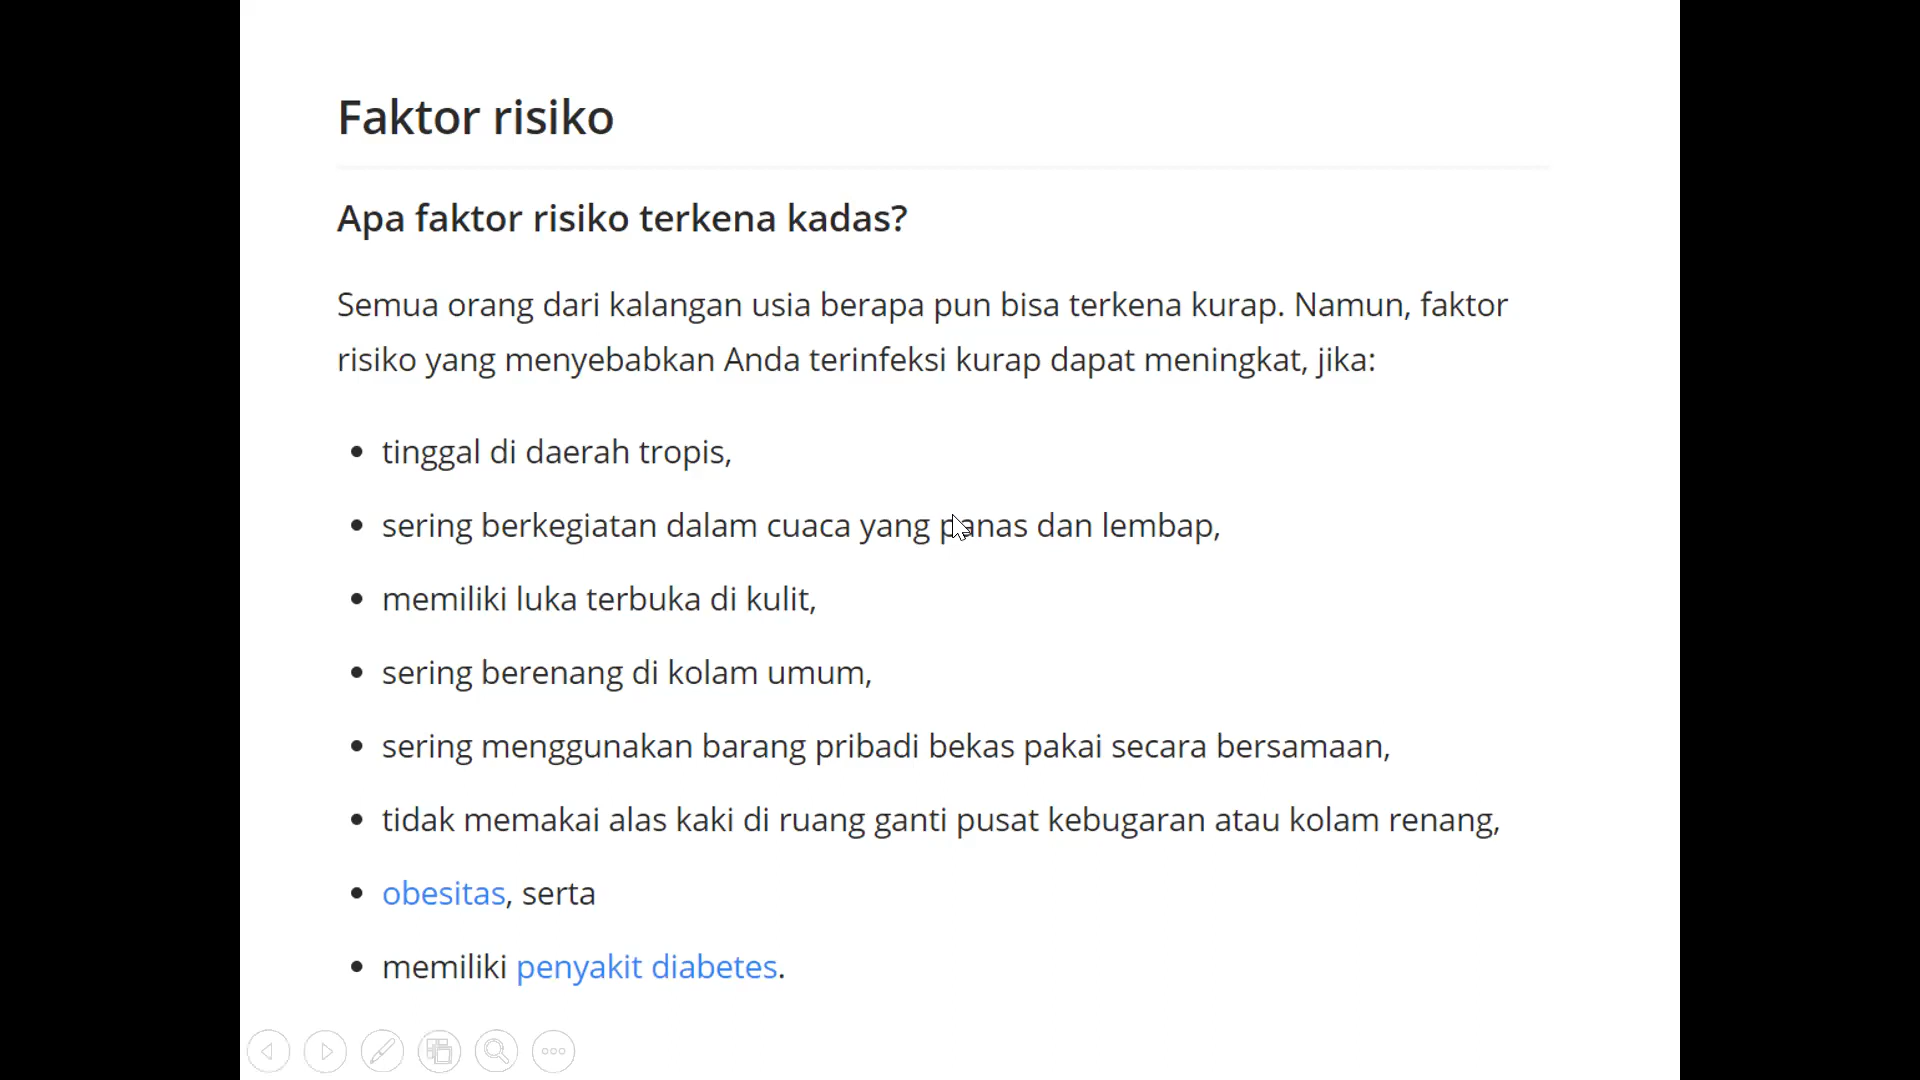 Faktor risiko
Apa faktor risiko terkena kadas?
Semua orang dari kalangan usia berapa pun bisa terkena kurap. Namun, faktor
risiko yang menyebabkan Anda terinfeksi kurap dapat meningkat, jika:
• tinggal di daerah tropis,
• sering berkegiatan dalam cuaca yang panas dan lembap,
• memiliki luka terbuka di kulit,
• sering berenang di kolam umum,
• sering menggunakan barang pribadi bekas pakai secara bersamaan,
• tidak memakai alas kaki di ruang ganti pusat kebugaran atau kolam renang,
• obesitas, serta
• memiliki penyakit diabetes.